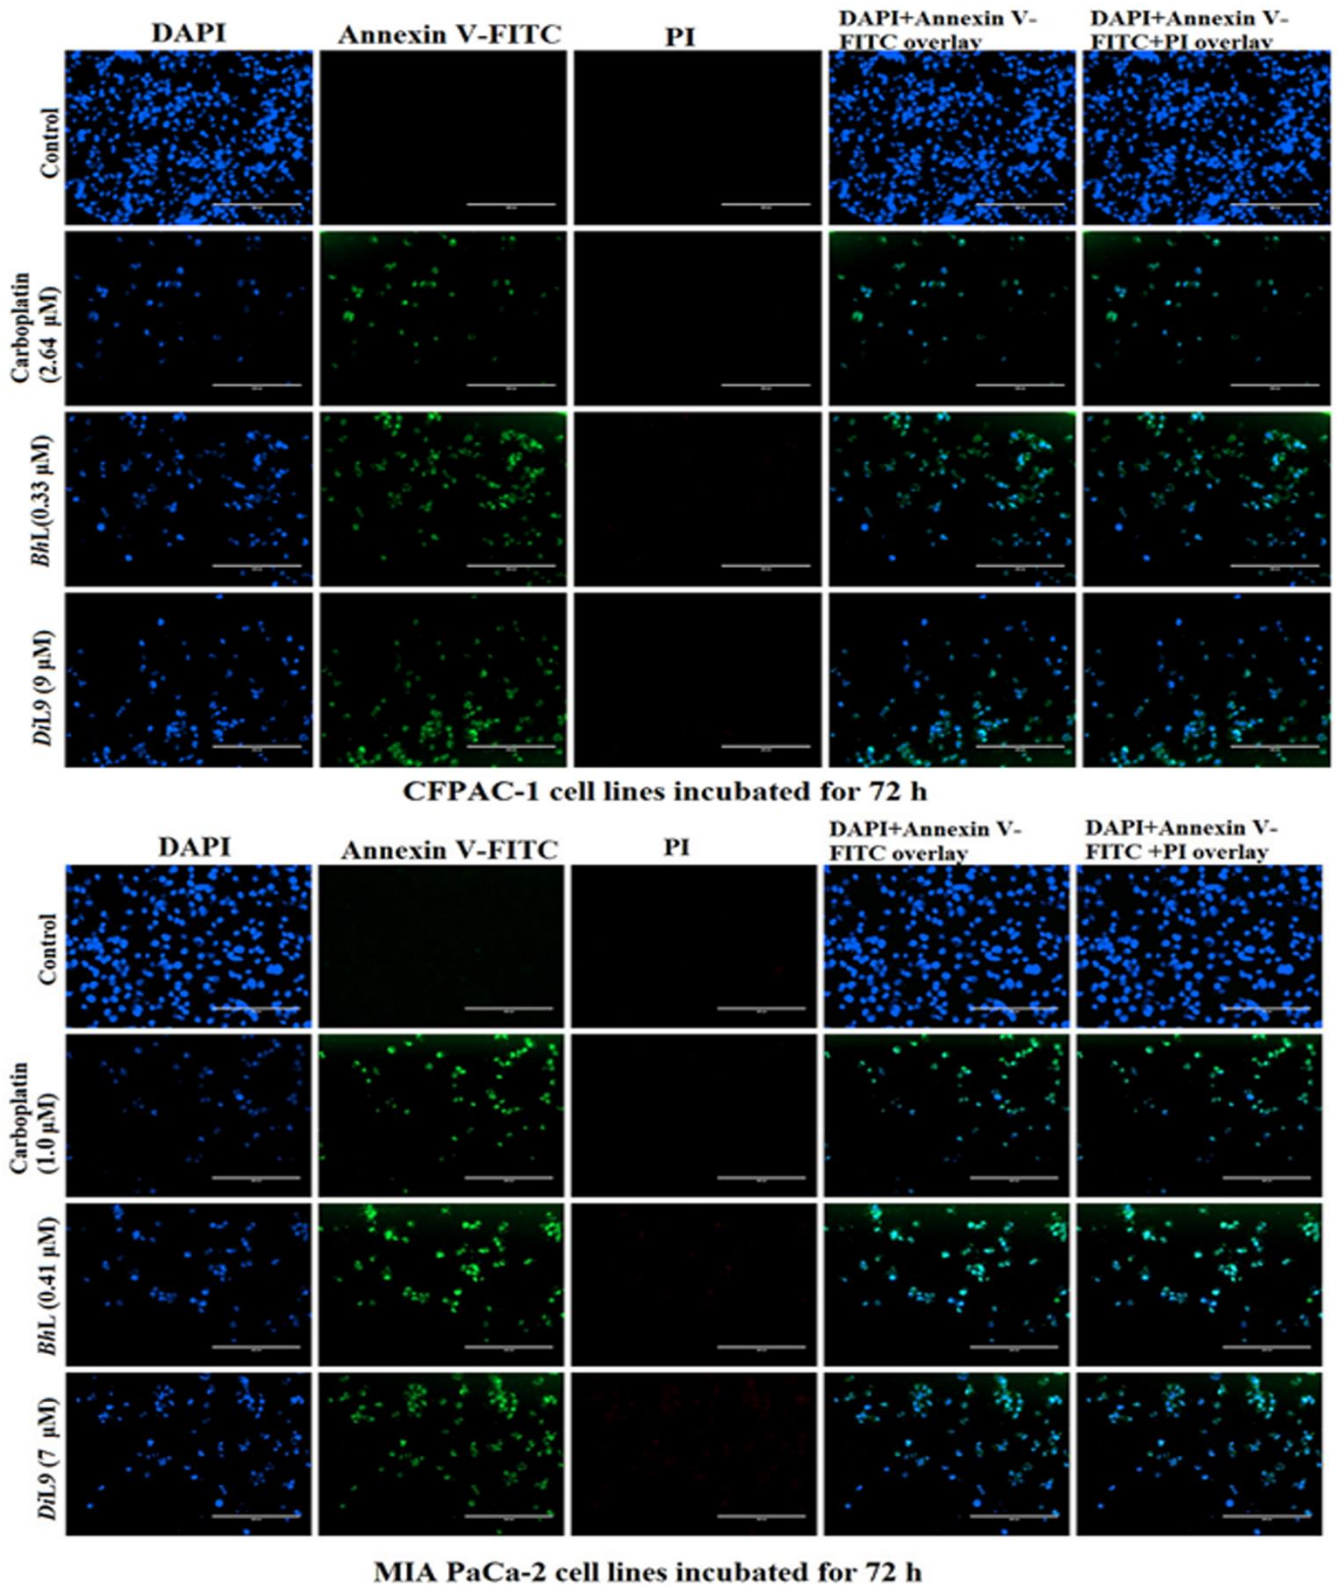 DAPI
Annexin V-FITC
PI
DAPI+Annexin V-
FITC overlay
DAPI+Annexin V-
FITC+PI overlay
Control
Carboplatin
(2.64 µM)
BhL(0.33 µM)
DiL9 (9 µM)
CFPAC-1 cell lines incubated for 72 h
DAPI
Annexin V-FITC
PI
DAPI+Annexin V-
FITC overlay
DAPI+Annexin V-
FITC +PI overlay
Control
Carboplatin
(1.0 µM)
BhL (0.41 µM)
DiL9 (7 µM)
MIA PaCa-2 cell lines incubated for 72 h